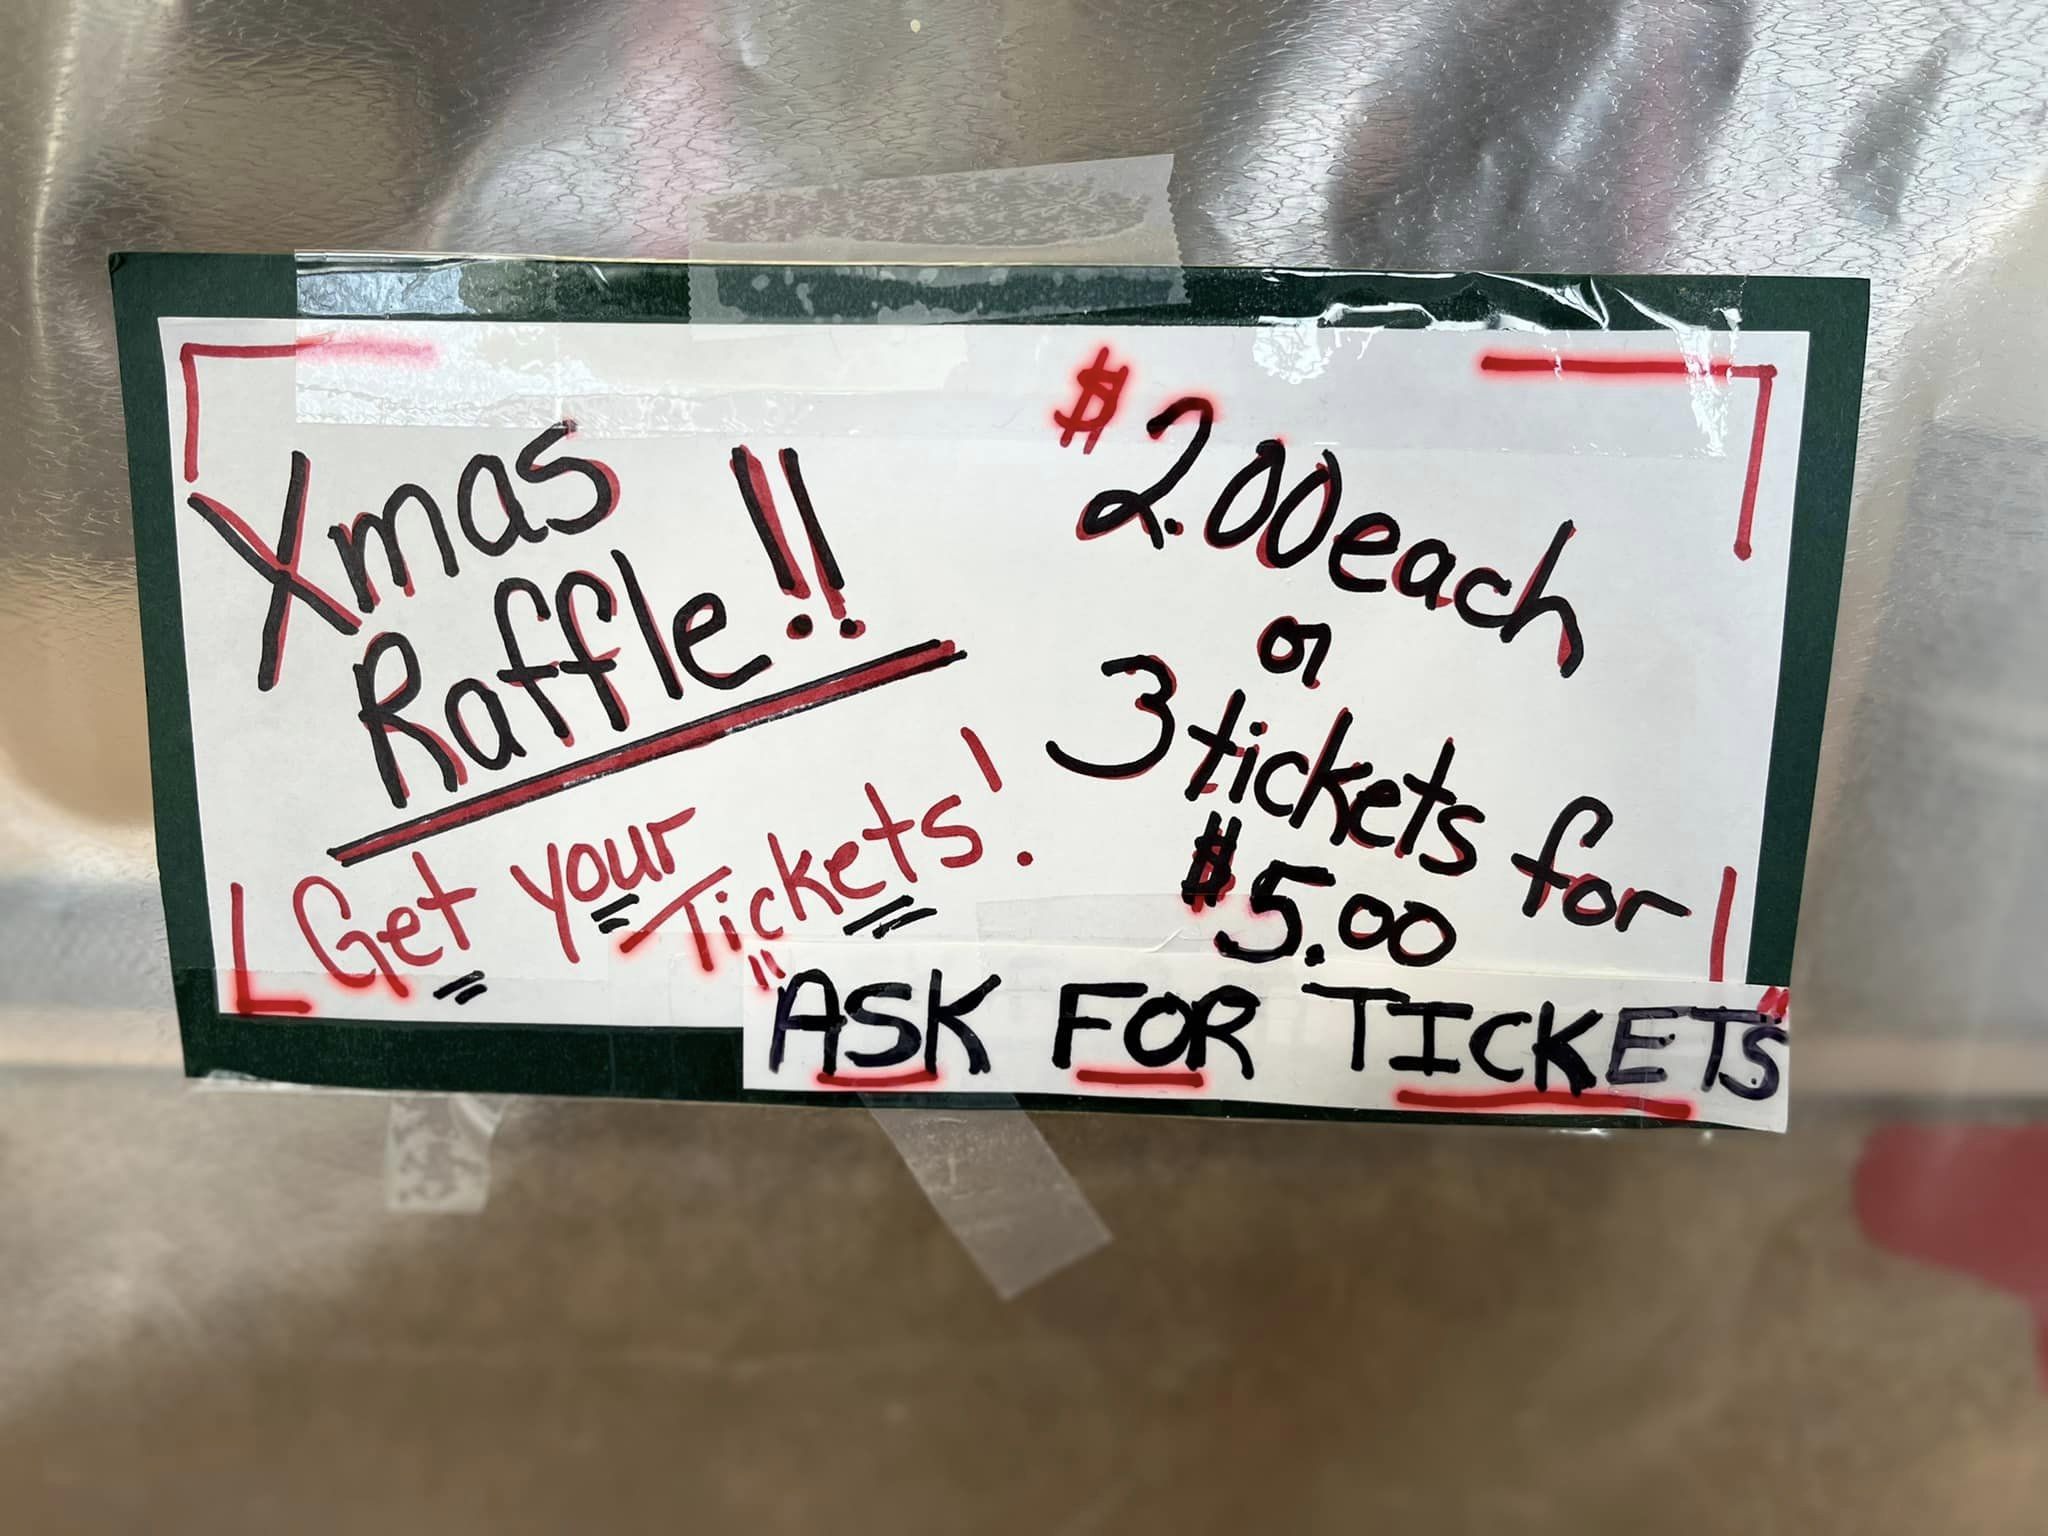 Xmas
Raffle!!
Get your Tickets!
$2.00 each
or
3 tickets for
$5.00
"ASK FOR TICKETS"